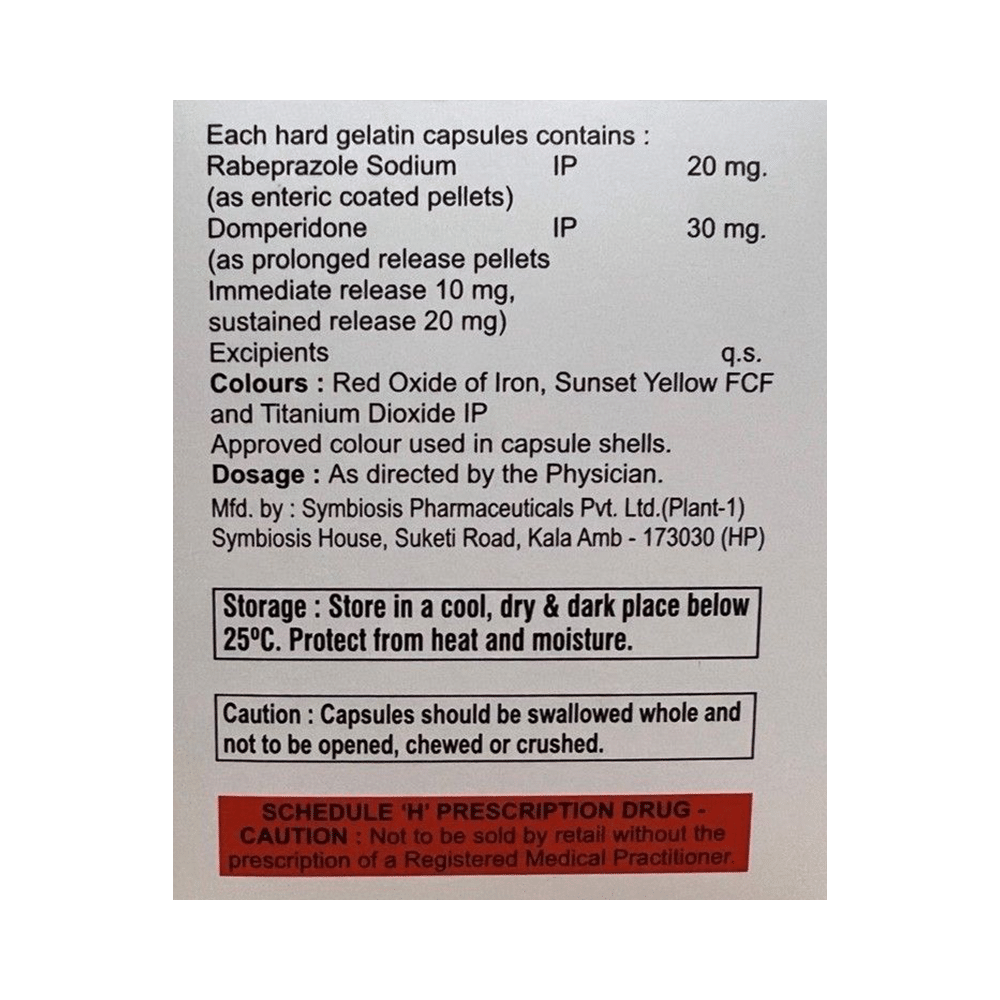 Each hard gelatin capsules contains :
Rabeprazole Sodium IP 20 mg.
(as enteric coated pellets)
Domperidone IP 30 mg.
(as prolonged release pellets
Immediate release 10 mg,
sustained release 20 mg)
Excipients q.s.
Colours : Red Oxide of Iron, Sunset Yellow FCF
and Titanium Dioxide IP
Approved colour used in capsule shells.
Dosage : As directed by the Physician.
Mfd. by : Symbiosis Pharmaceuticals Pvt. Ltd.(Plant-1)
Symbiosis House, Suketi Road, Kala Amb - 173030 (HP)
Storage : Store in a cool, dry & dark place below
25ºC. Protect from heat and moisture.
Caution : Capsules should be swallowed whole and
not to be opened, chewed or crushed.
SCHEDULE 'H' PRESCRIPTION DRUG -
CAUTION : Not to be sold by retail without the
prescription of a Registered Medical Practitioner.